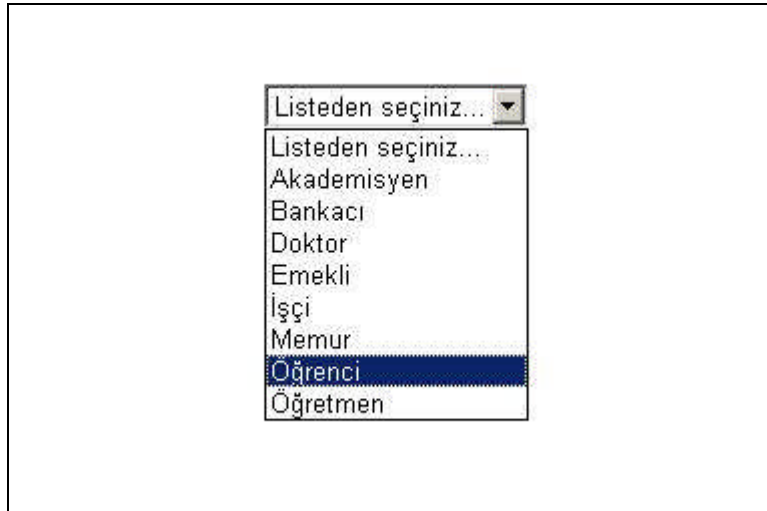 Listeden seçiniz...
Listeden seçiniz...
Akademisyen
Bankacı
Doktor
Emekli
İşçi
Memur
Öğrenci
Öğretmen